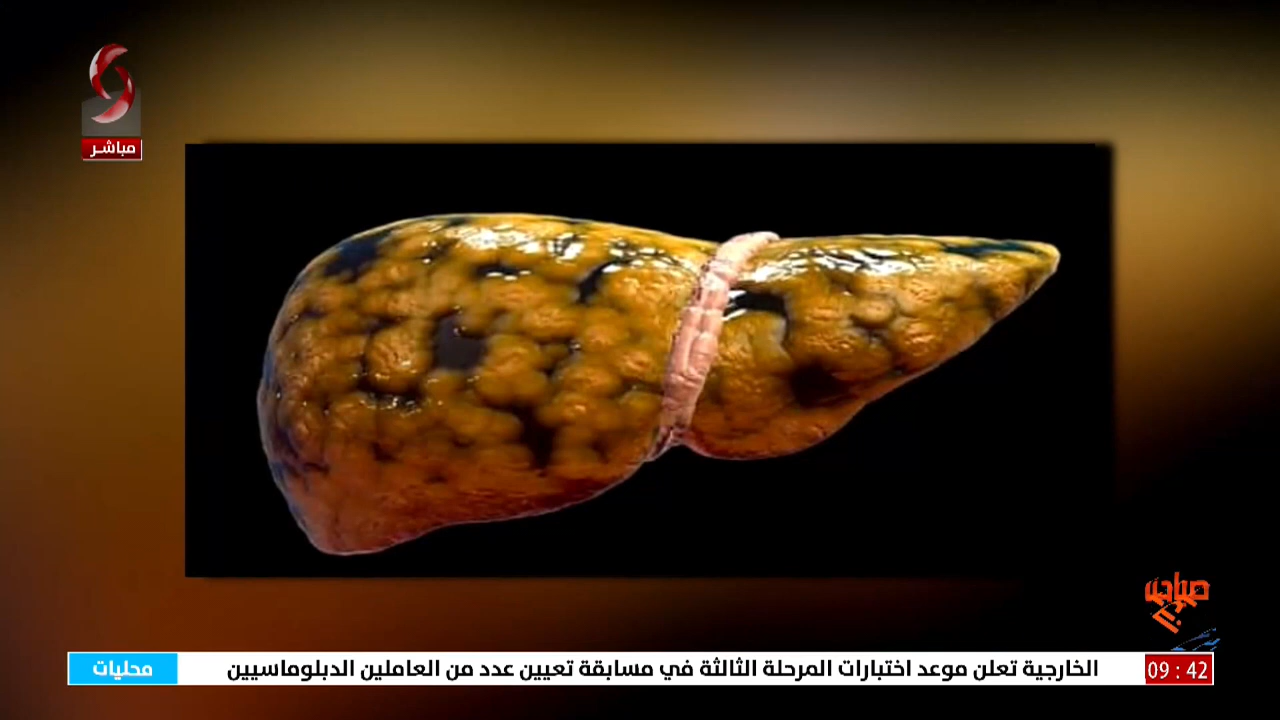 مباشر
صباحنا
محليات
الخارجية تعلن موعد اختبارات المرحلة الثالثة في مسابقة تعيين عدد من العاملين الدبلوماسيين
09 : 42